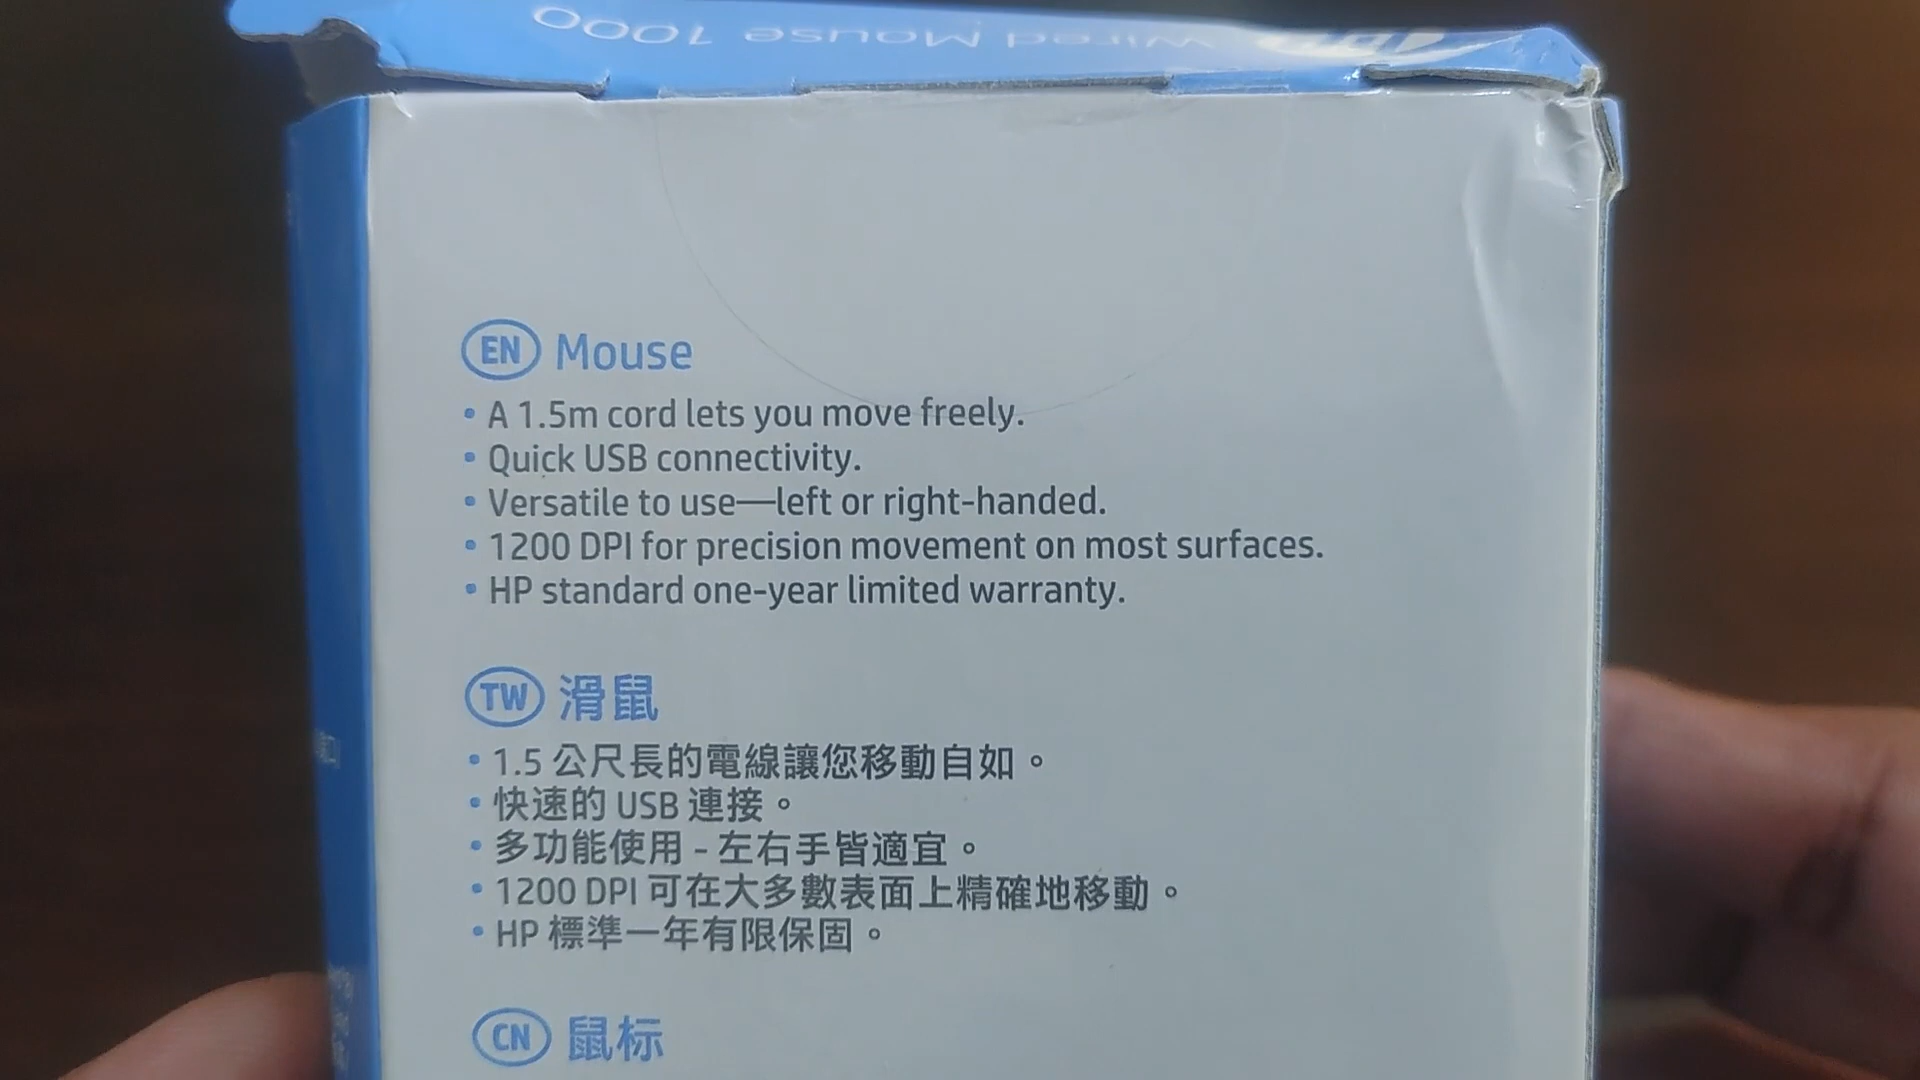 Wired Mouse 1000
EN Mouse
• A 1.5m cord lets you move freely.
• Quick USB connectivity.
• Versatile to use—left or right-handed.
• 1200 DPI for precision movement on most surfaces.
• HP standard one-year limited warranty.
TW 滑鼠
• 1.5 公尺長的電線讓您移動自如。
• 快速的 USB 連接。
• 多功能使用 - 左右手皆適宜。
• 1200 DPI 可在大多數表面上精確地移動。
• HP 標準一年有限保固。
CN 鼠标